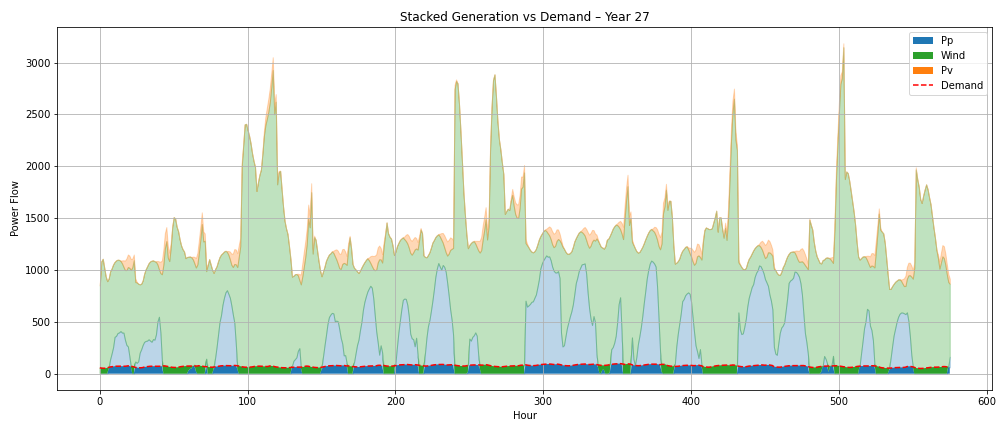 Stacked Generation vs Demand – Year 27
Pp
Wind
Pv
Demand
Power Flow
3000
2500
2000
1500
1000
500
0
0
100
200
300
400
500
600
Hour